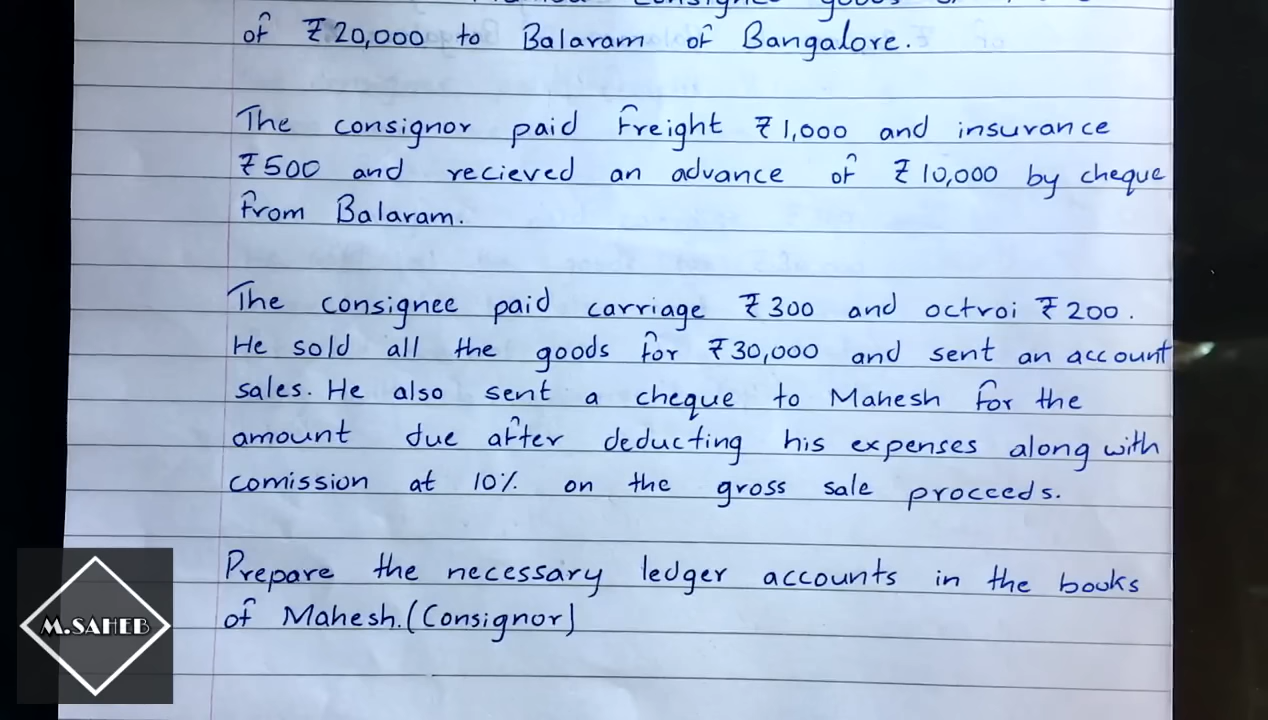 of ₹20,000 to Balaram of Bangalore.
The consignor paid freight ₹1,000 and insurance
₹500 and recieved an advance of ₹10,000 by cheque
from Balaram.
The consignee paid carriage ₹300 and octroi ₹200.
He sold all the goods for ₹30,000 and sent an account
sales. He also sent a cheque to Mahesh for the
amount due after deducting his expenses along with
comission at 10% on the gross sale proceeds.
Prepare the necessary ledger accounts in the books
of Mahesh. (Consignor)
M.SAHEB